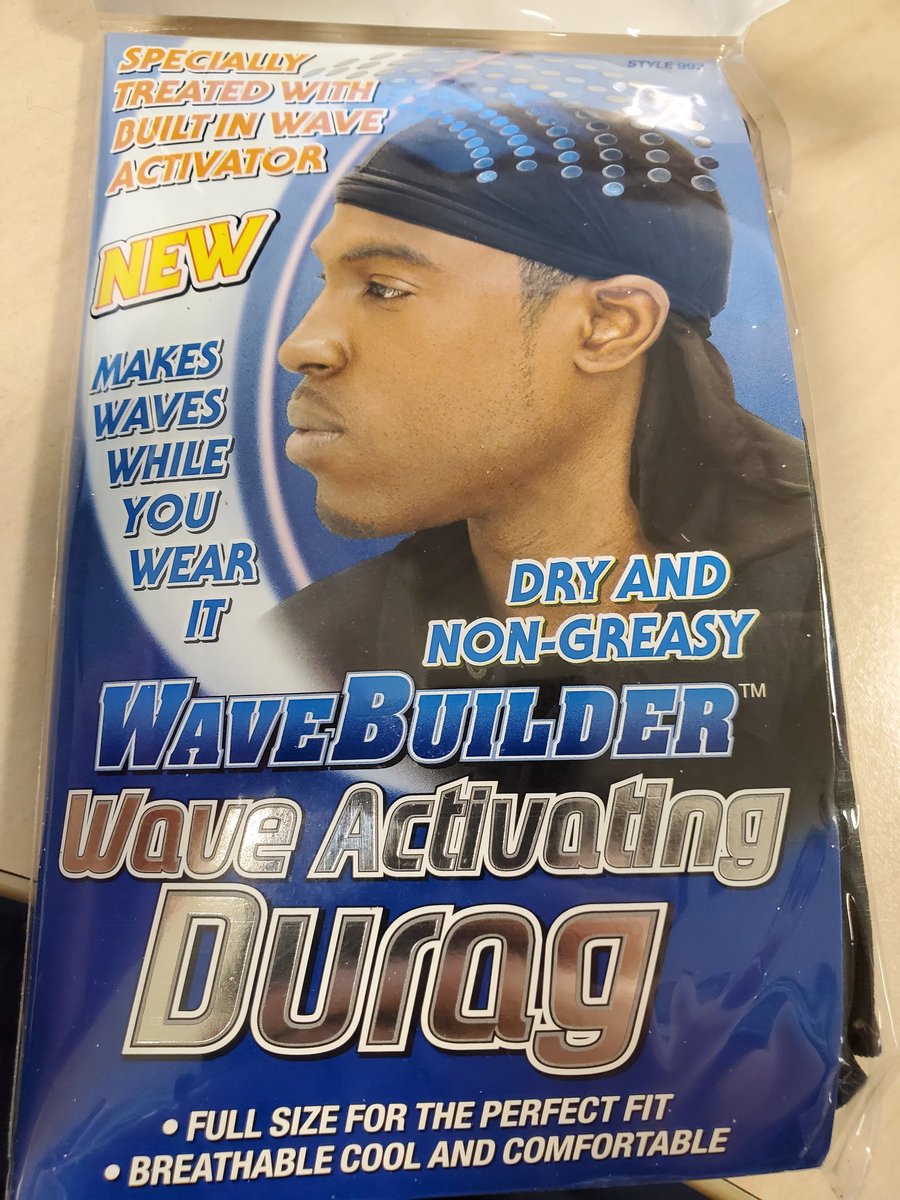 SPECIALLY
TREATED WITH
BUILT IN WAVE
ACTIVATOR
STYLE
NEW
MAKES
WAVES
WHILE
YOU
WEAR
IT
DRY AND
NON-GREASY
WAVEBUILDER™
Wave Activating
Durag
• FULL SIZE FOR THE PERFECT FIT
• BREATHABLE COOL AND COMFORTABLE